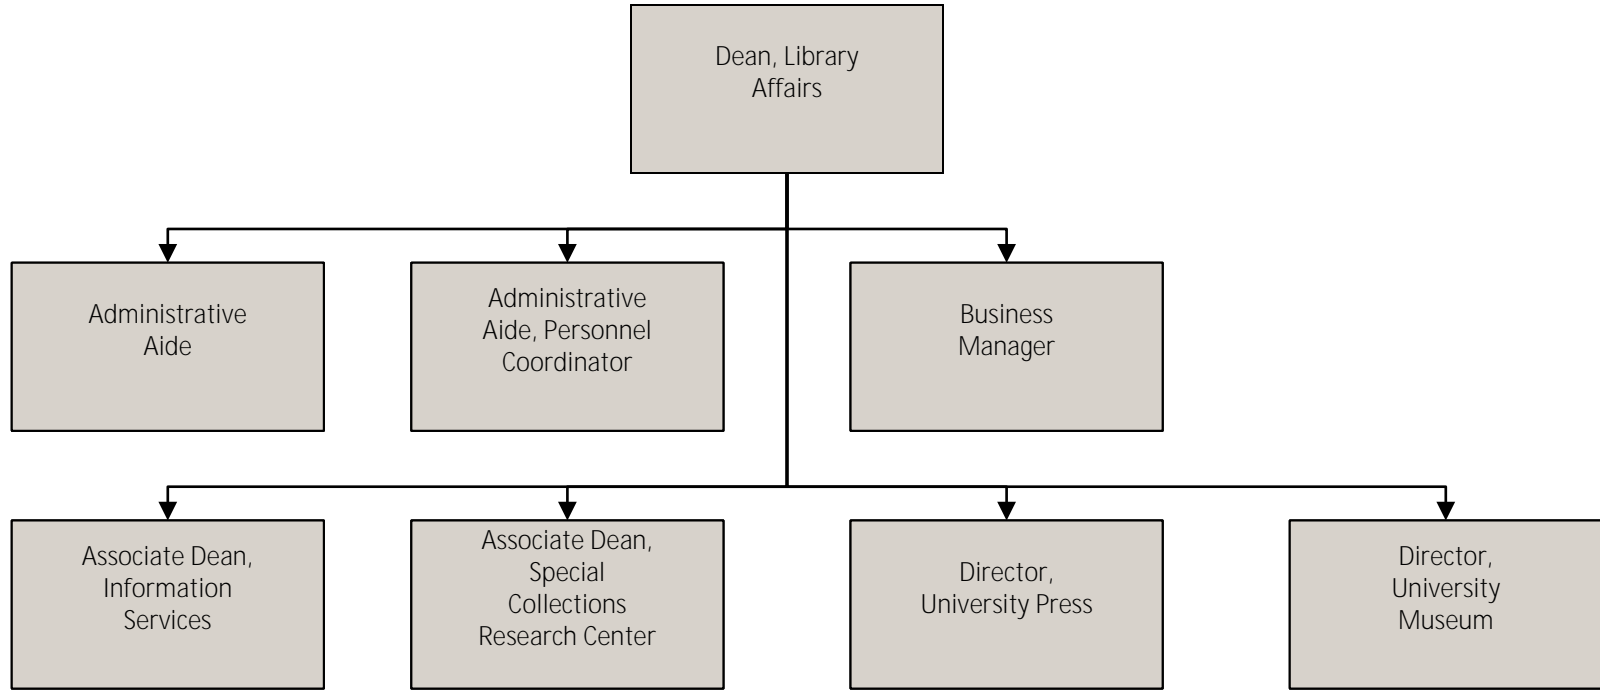 Dean, Library
Affairs
Administrative
Aide
Administrative
Aide, Personnel
Coordinator
Business
Manager
Associate Dean,
Information
Services
Associate Dean,
Special
Collections
Research Center
Director,
University Press
Director,
University
Museum